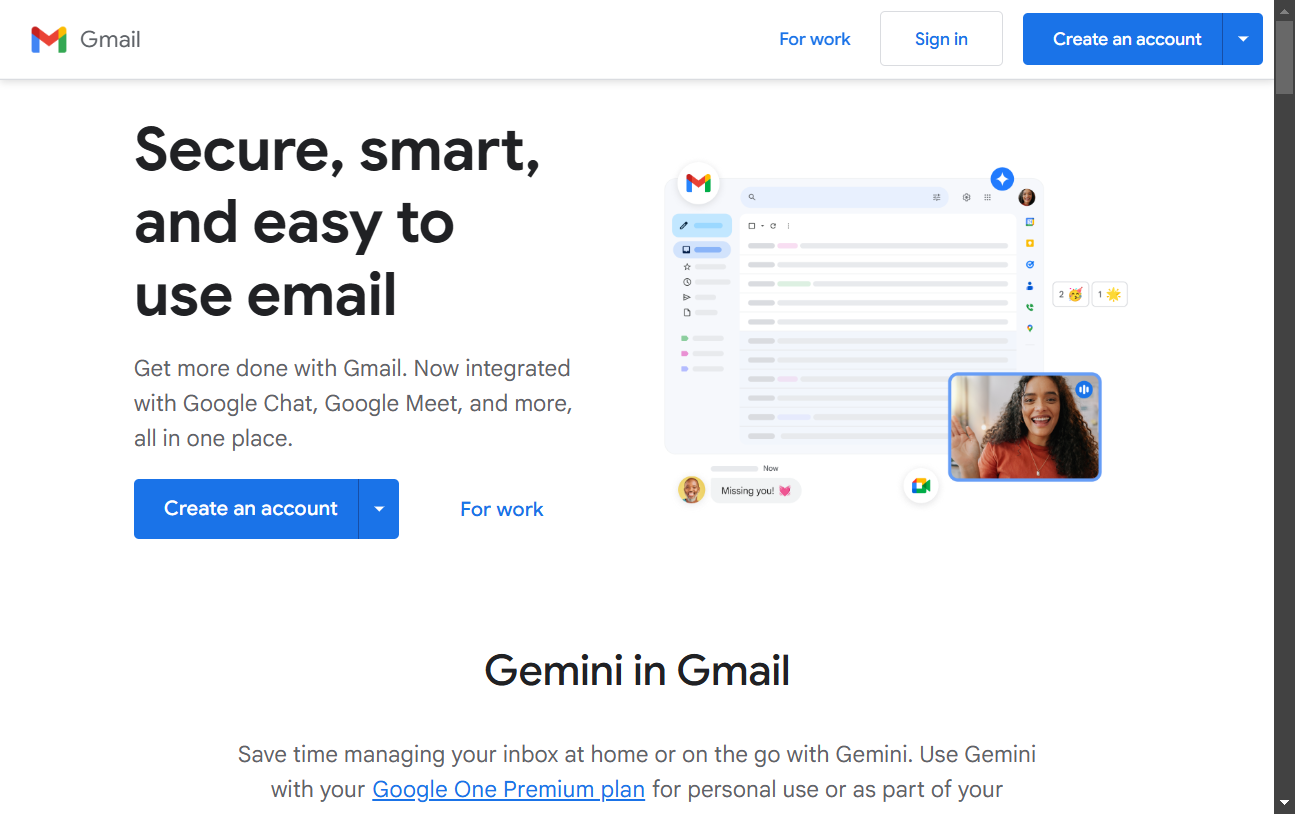 Gmail
For work
Sign in
Create an account
Secure, smart,
and easy to
use email
Get more done with Gmail. Now integrated
with Google Chat, Google Meet, and more,
all in one place.
Create an account
For work
2
1
Now
Missing you!
Gemini in Gmail
Save time managing your inbox at home or on the go with Gemini. Use Gemini
with your Google One Premium plan for personal use or as part of your